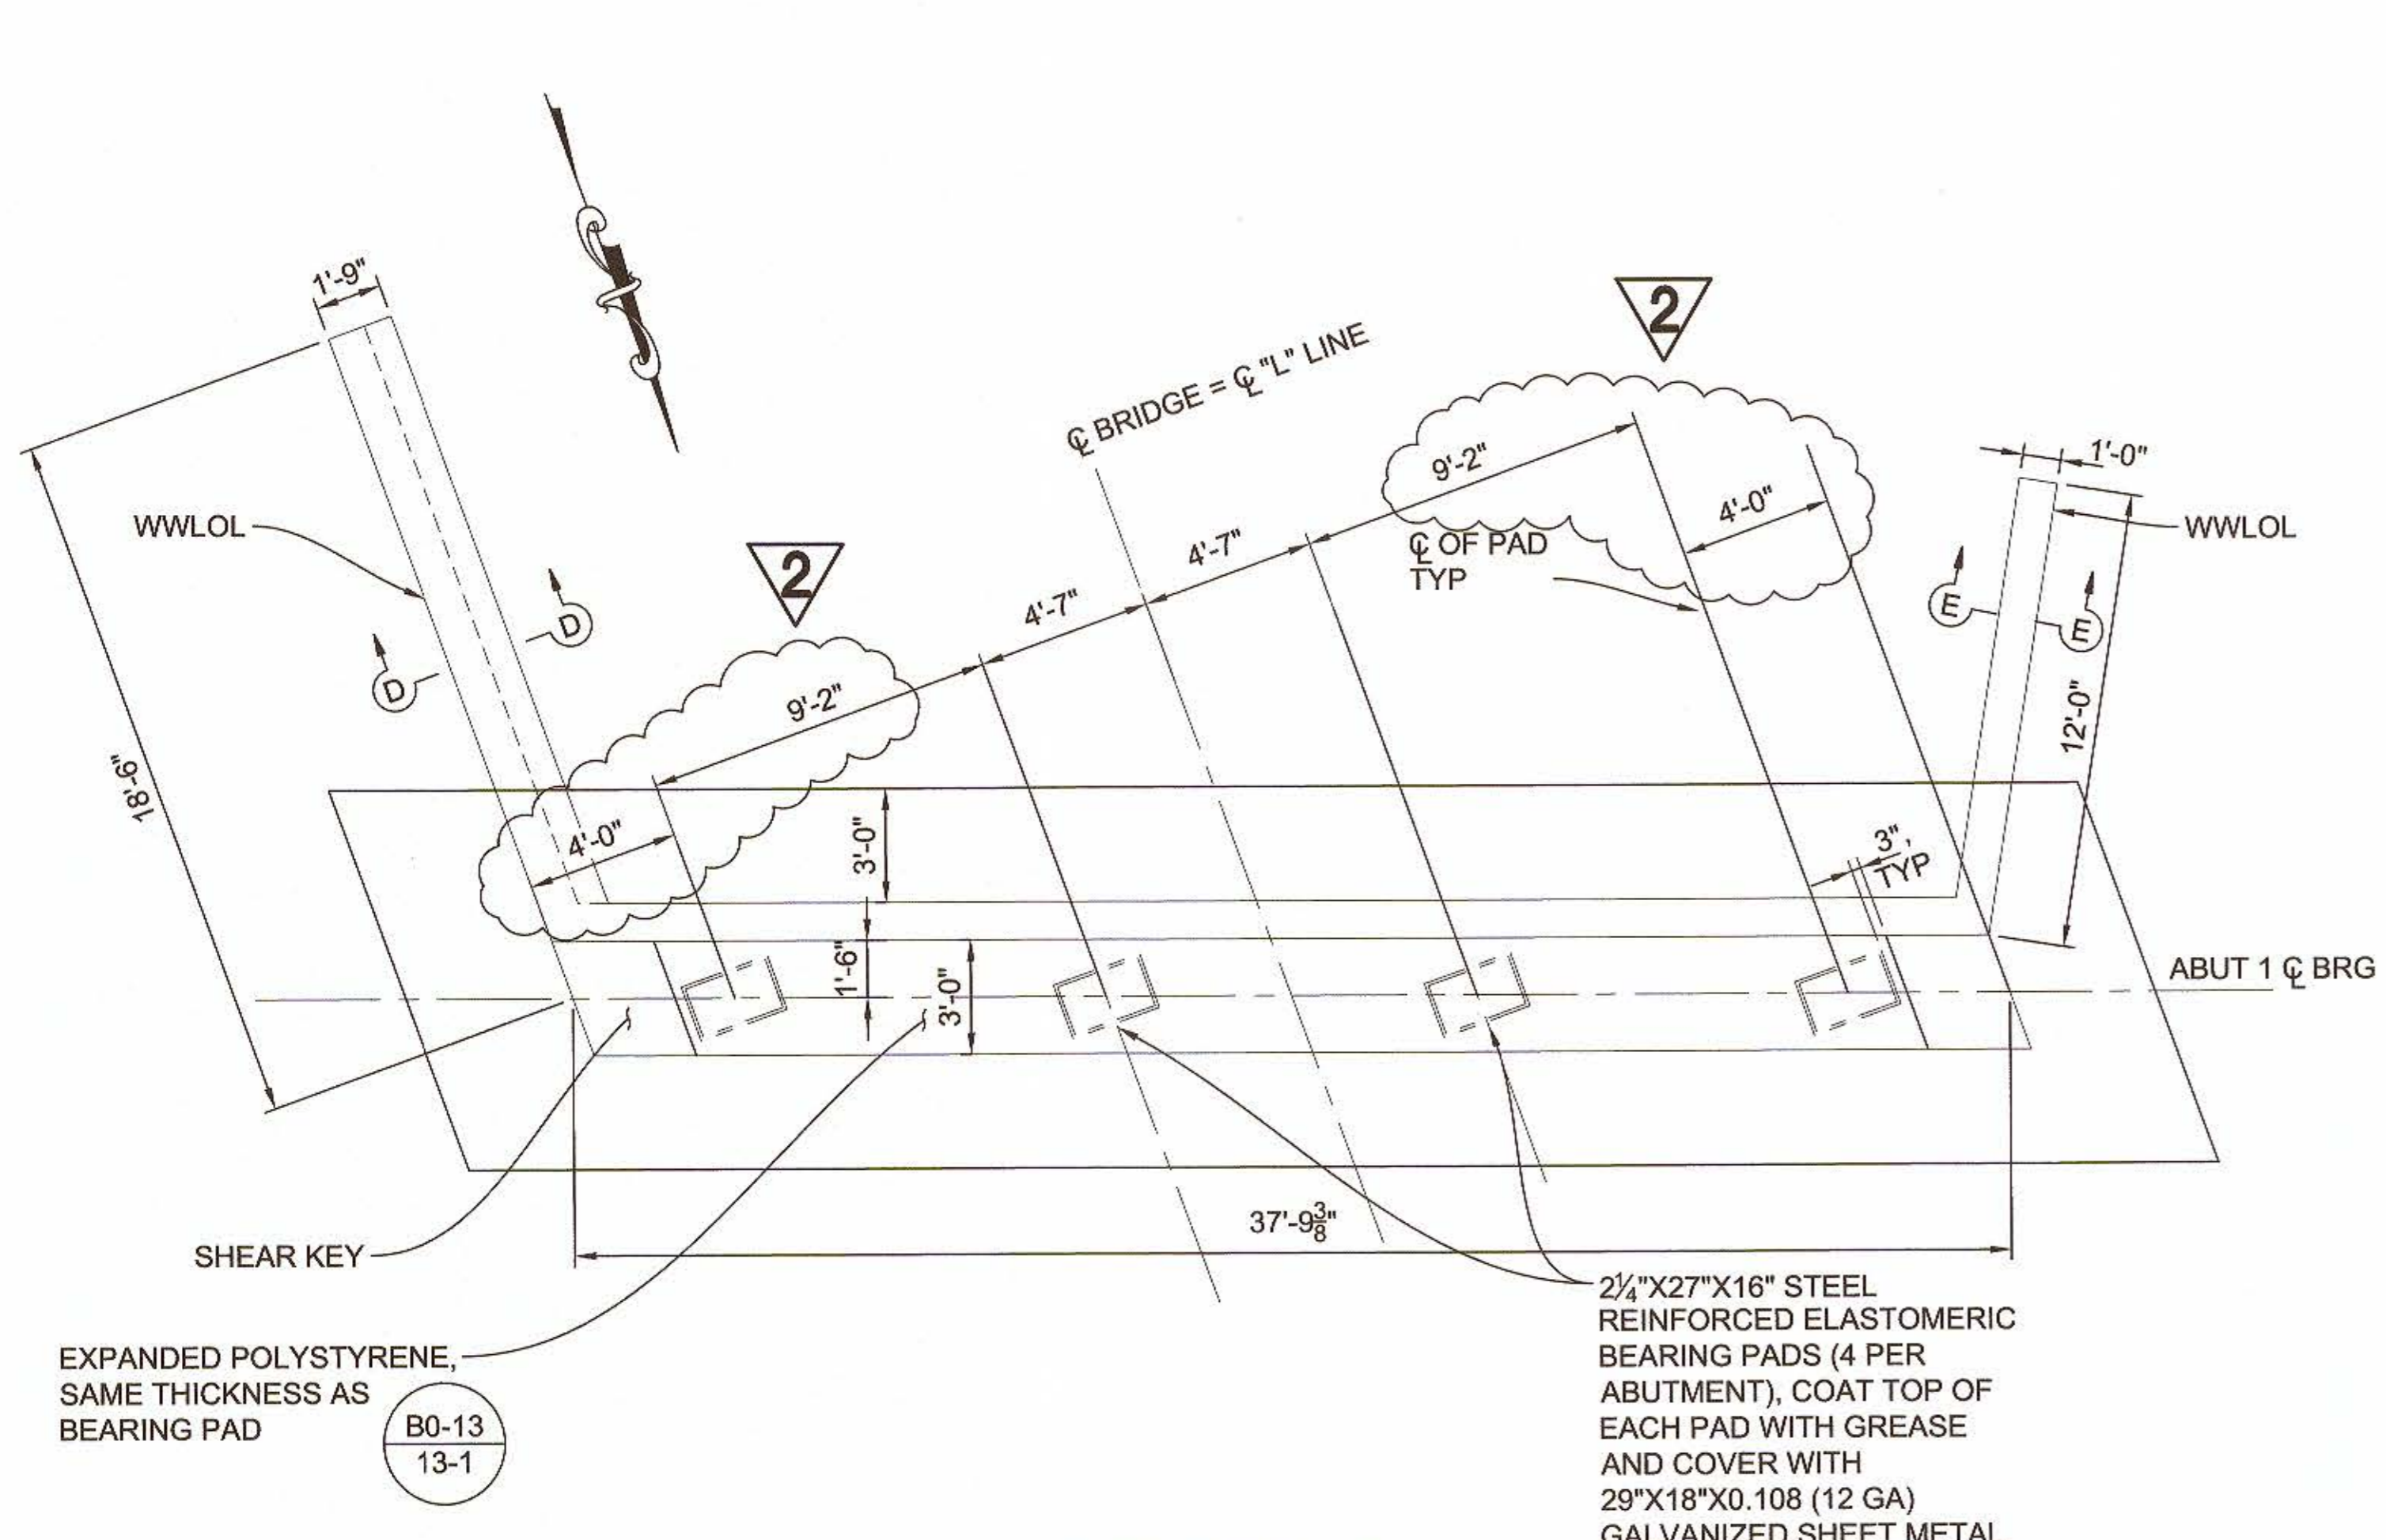 1'-9"
2
℄ BRIDGE = ℄ "L" LINE
9'-2"
1'-0"
4'-0"
WWLOL
WWLOL
4'-7"
℄ OF PAD
TYP
2
4'-7"
E
E
D
D
9'-2"
12'-0"
18'-6"
4'-0"
3'-0"
3",
TYP
1'-6"
3'-0"
ABUT 1 ℄ BRG
37'-9⅜"
SHEAR KEY
2¼"X27"X16" STEEL
REINFORCED ELASTOMERIC
BEARING PADS (4 PER
ABUTMENT), COAT TOP OF
EACH PAD WITH GREASE
AND COVER WITH
29"X18"X0.108 (12 GA)
GALVANIZED SHEET METAL
EXPANDED POLYSTYRENE,
SAME THICKNESS AS
BEARING PAD
B0-13
13-1